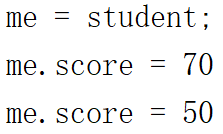 me = student;
me.score = 70
me.score = 50